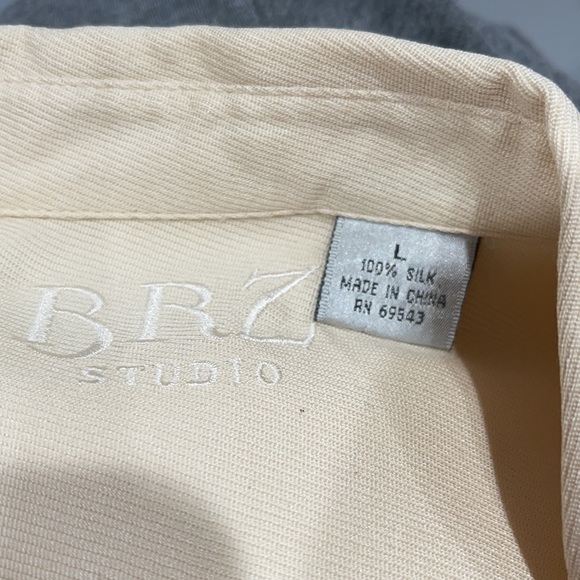 BRZ
STUDIO
L
100% SILK
MADE IN CHINA
RN 69543